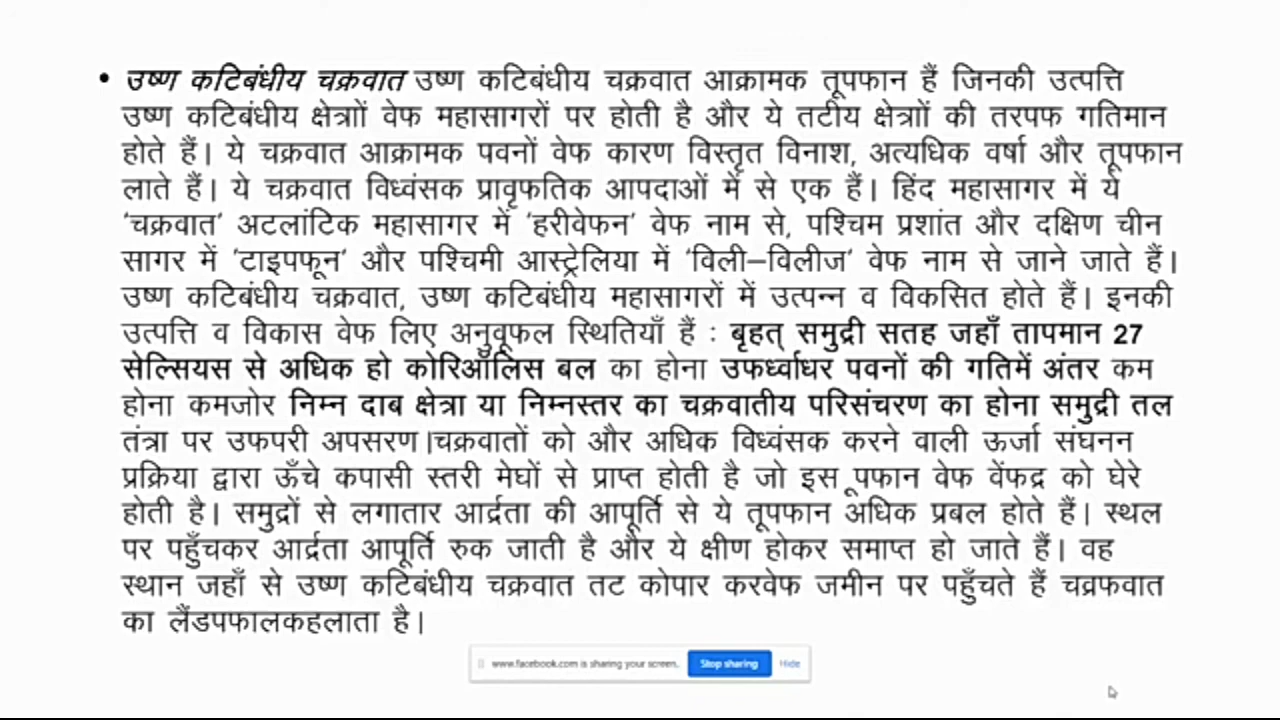 • उष्ण कटिबंधीय चक्रवात उष्ण कटिबंधीय चक्रवात आक्रामक तूपफान हैं जिनकी उत्पत्ति
उष्ण कटिबंधीय क्षेत्राों वेफ महासागरों पर होती है और ये तटीय क्षेत्राों की तरपफ गतिमान
होते हैं। ये चक्रवात आक्रामक पवनों वेफ कारण विस्तृत विनाश, अत्यधिक वर्षा और तूपफान
लाते हैं। ये चक्रवात विध्वंसक प्रावृफतिक आपदाओं में से एक हैं। हिंद महासागर में ये
'चक्रवात' अटलांटिक महासागर में 'हरीवेफन' वेफ नाम से, पश्चिम प्रशांत और दक्षिण चीन
सागर में 'टाइपफून' और पश्चिमी आस्ट्रेलिया में 'विली–विलीज' वेफ नाम से जाने जाते हैं।
उष्ण कटिबंधीय चक्रवात, उष्ण कटिबंधीय महासागरों में उत्पन्न व विकसित होते हैं। इनकी
उत्पत्ति व विकास वेफ लिए अनुवूफल स्थितियाँ हैं : बृहत् समुद्री सतह जहाँ तापमान 27
सेल्सियस से अधिक हो कोरिऑलिस बल का होना उफर्ध्वाधर पवनों की गतिमें अंतर कम
होना कमजोर निम्न दाब क्षेत्रा या निम्नस्तर का चक्रवातीय परिसंचरण का होना समुद्री तल
तंत्रा पर उफपरी अपसरण।चक्रवातों को और अधिक विध्वंसक करने वाली ऊर्जा संघनन
प्रक्रिया द्वारा ऊँचे कपासी स्तरी मेघों से प्राप्त होती है जो इस ूपफान वेफ वेंफद्र को घेरे
होती है। समुद्रों से लगातार आर्द्रता की आपूर्ति से ये तूपफान अधिक प्रबल होते हैं। स्थल
पर पहुँचकर आर्द्रता आपूर्ति रुक जाती है और ये क्षीण होकर समाप्त हो जाते हैं। वह
स्थान जहाँ से उष्ण कटिबंधीय चक्रवात तट कोपार करवेफ जमीन पर पहुँचते हैं चव्रफवात
का लैंडपफालकहलाता है।
www.facebook.com is sharing your screen. Stop sharing Hide